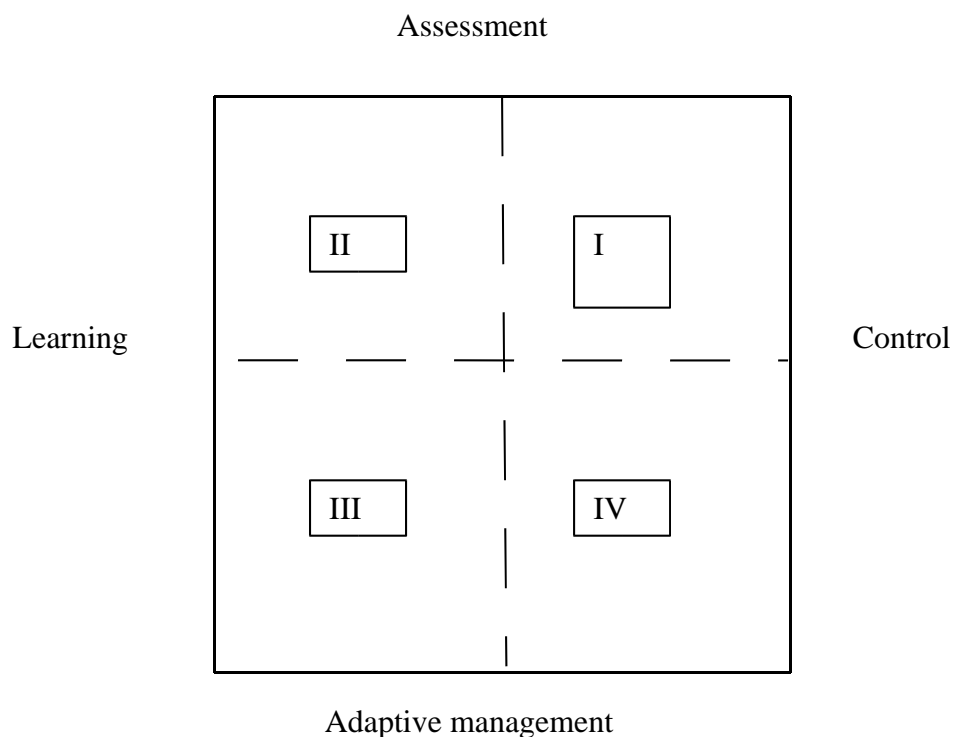 Assessment
II
I
Learning
Control
III
IV
Adaptive management